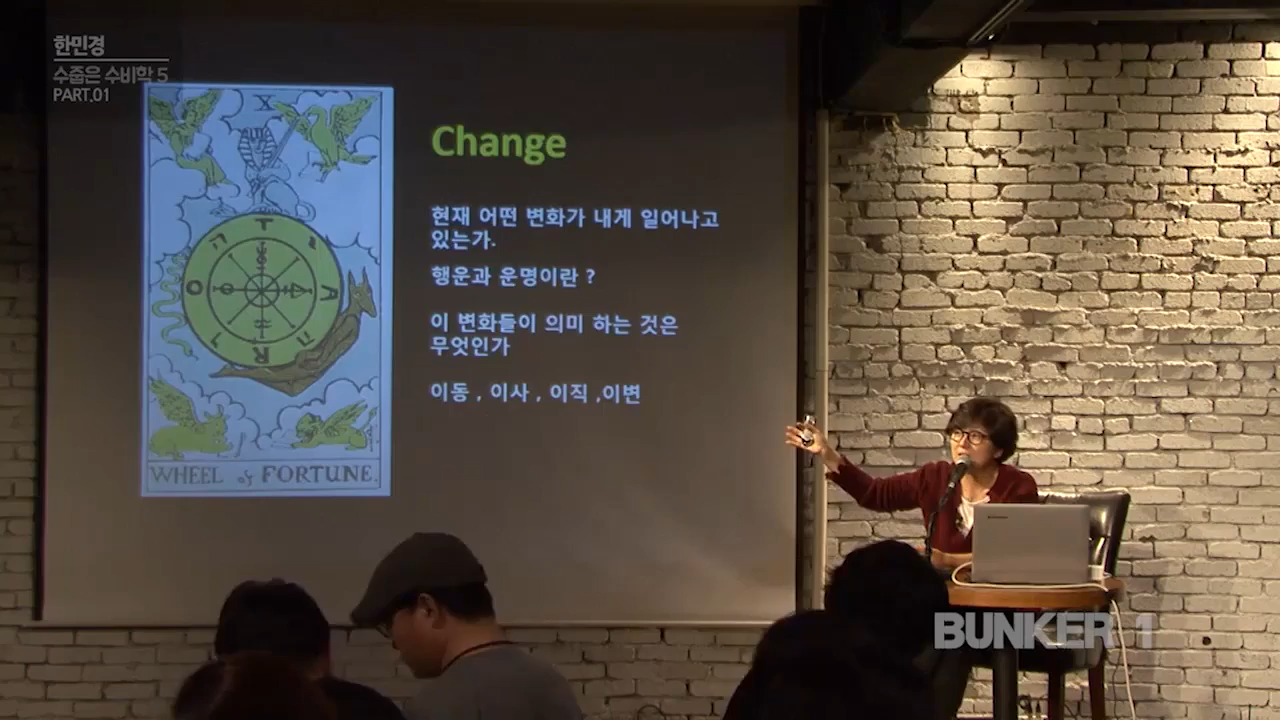 한민경
수줍은 수비학 5
PART.01
X
Change
현재 어떤 변화가 내게 일어나고
있는가.
행운과 운명이란 ?
이 변화들이 의미 하는 것은
무엇인가
이동 , 이사 , 이직 ,이변
T
A
R
O
WHEEL of FORTUNE.
BUNKER 1